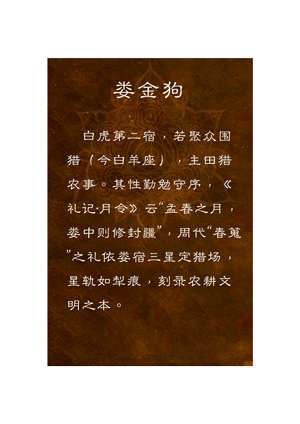 娄金狗
白虎第二宿，若聚众围
猎（今白羊座），主田猎
农事。其性勤勉守序，《
礼记·月令》云“孟春之月，
娄中则修封疆”，周代“春蒐
”之礼依娄宿三星定猎场，
星轨如犁痕，刻录农耕文
明之本。